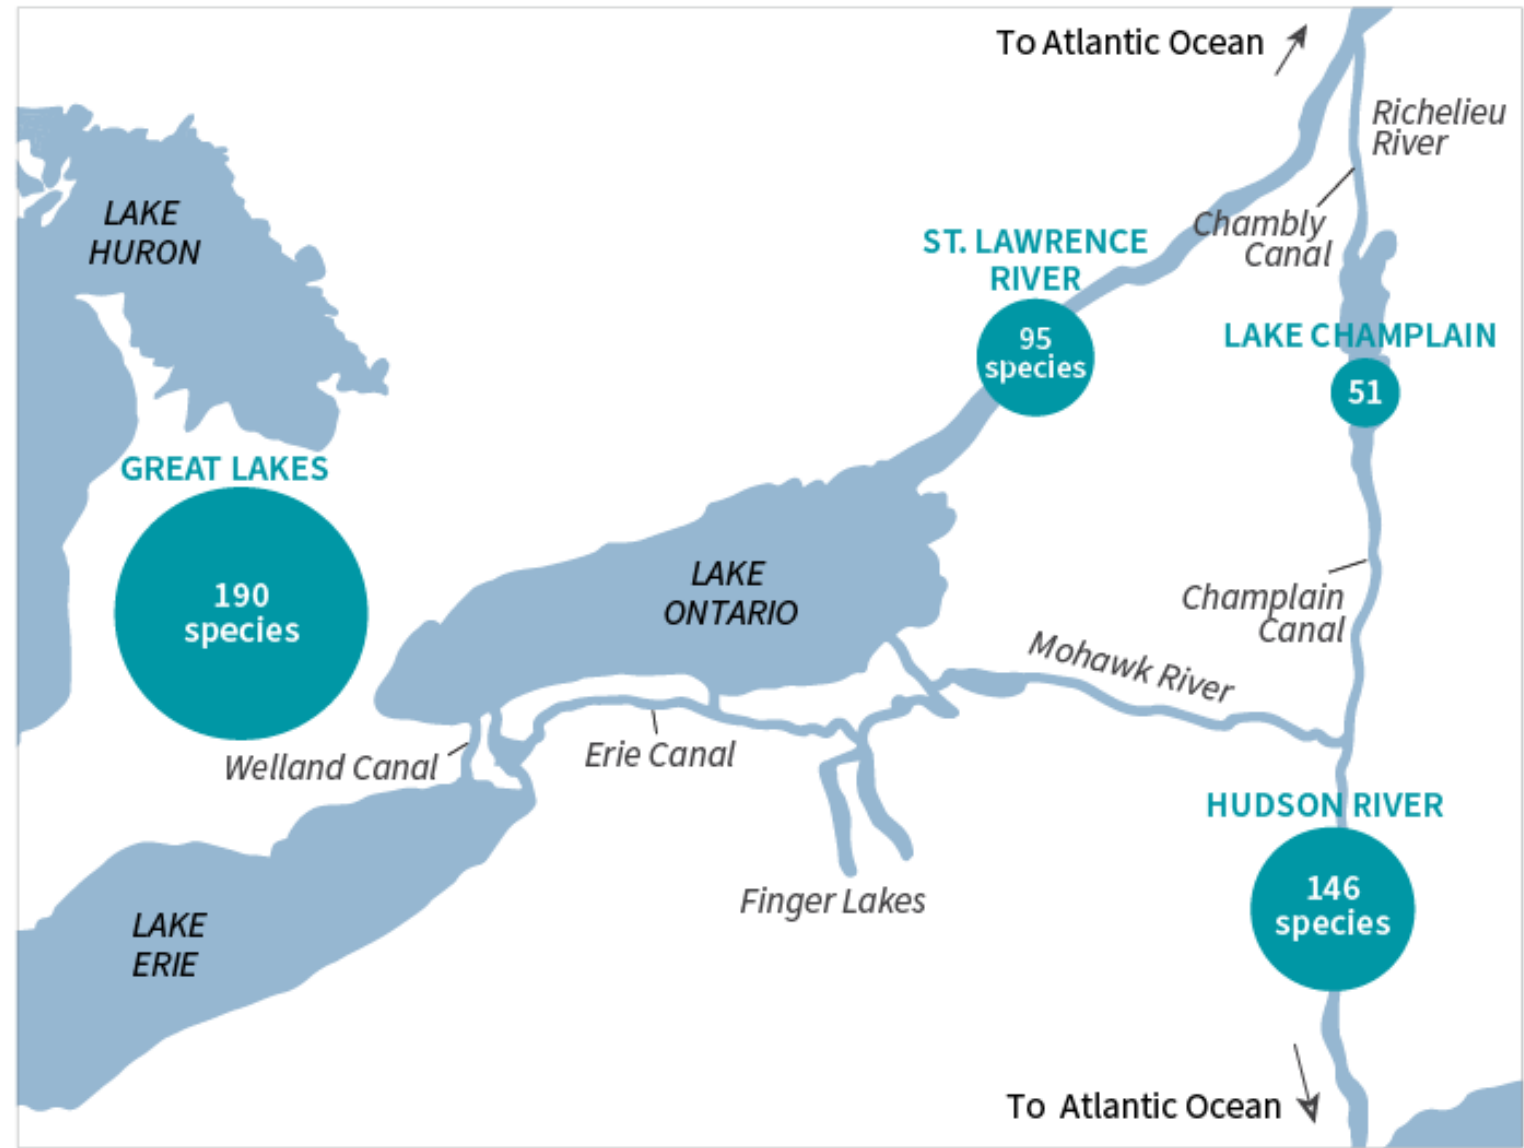 To Atlantic Ocean
Richelieu
River
LAKE
HURON
Chambly
Canal
ST. LAWRENCE
RIVER
95
species
LAKE CHAMPLAIN
51
GREAT LAKES
190
species
LAKE
ONTARIO
Champlain
Canal
Mohawk River
Welland Canal
Erie Canal
HUDSON RIVER
146
species
Finger Lakes
LAKE
ERIE
To Atlantic Ocean